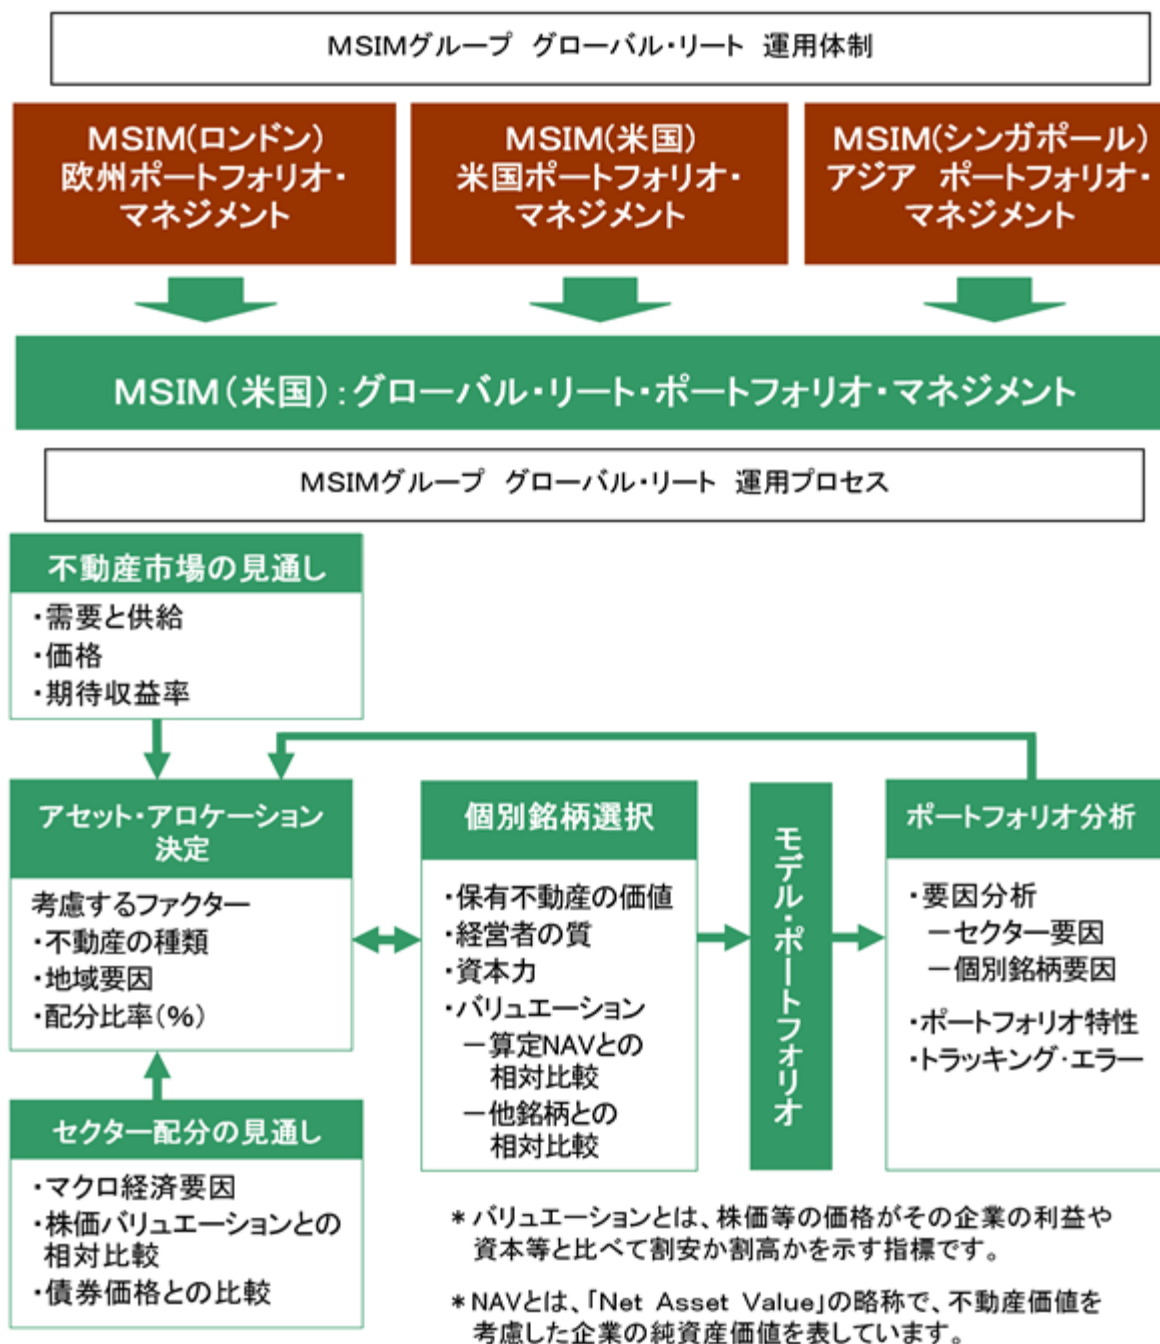 MSIMグループ　グローバル・リート　運用体制
MSIM(ロンドン)
欧州ポートフォリオ・
マネジメント
MSIM(米国)
米国ポートフォリオ・
マネジメント
MSIM(シンガポール)
アジア　ポートフォリオ・
マネジメント
MSIM(米国):グローバル・リート・ポートフォリオ・マネジメント
MSIMグループ　グローバル・リート　運用プロセス
不動産市場の見通し
・需要と供給
・価格
・期待収益率
アセット・アロケーション
決定
考慮するファクター
・不動産の種類
・地域要因
・配分比率(%)
セクター配分の見通し
・マクロ経済要因
・株価バリュエーションとの
相対比較
・債券価格との比較
個別銘柄選択
・保有不動産の価値
・経営者の質
・資本力
・バリュエーション
－算定NAVとの
相対比較
－他銘柄との
相対比較
モデル・ポートフォリオ
ポートフォリオ分析
・要因分析
－セクター要因
－個別銘柄要因
・ポートフォリオ特性
・トラッキング・エラー
＊バリュエーションとは、株価等の価格がその企業の利益や
資本等と比べて割安か割高かを示す指標です。
＊NAVとは、「Net Asset Value」の略称で、不動産価値を
考慮した企業の純資産価値を表しています。